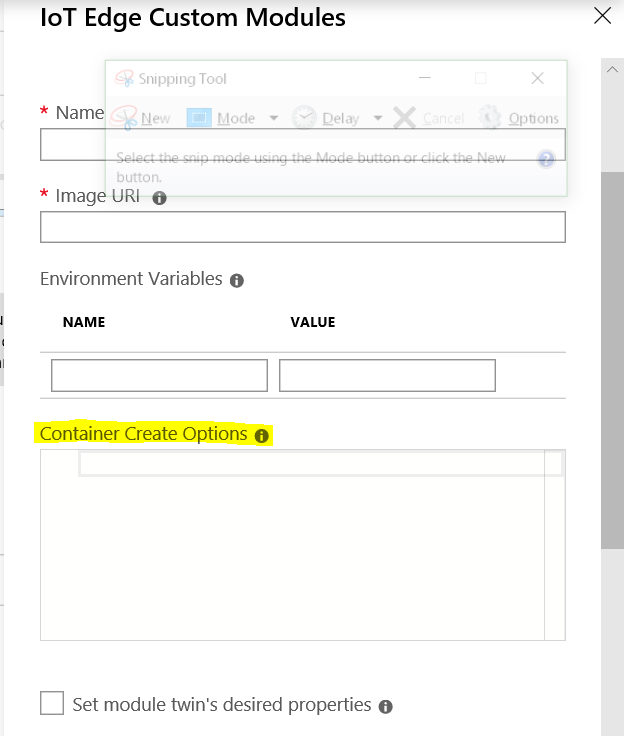 IoT Edge Custom Modules
Snipping Tool
* Name
New Mode Delay Cancel Options
Select the snip mode using the Mode button or click the New
button.
* Image URI
Environment Variables
NAME VALUE
Container Create Options
Set module twin's desired properties